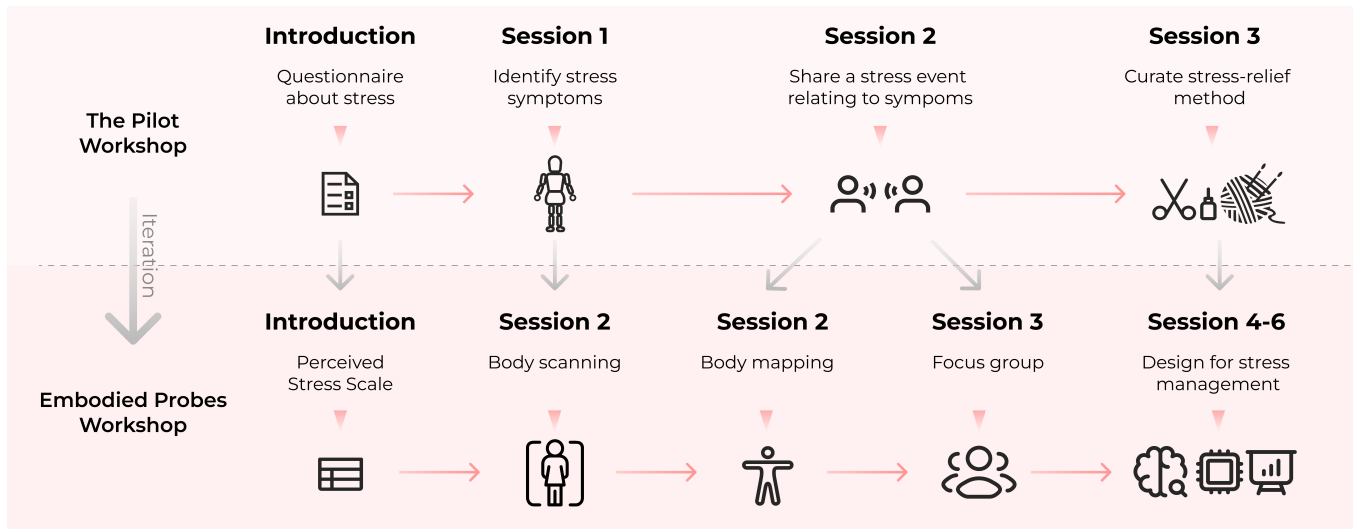 Introduction
Session 1
Session 2
Session 3
Questionnaire
about stress
Identify stress
symptoms
Share a stress event
relating to sympoms
Curate stress-relief
method
The Pilot
Workshop
Iteration
Introduction
Session 2
Session 2
Session 3
Session 4-6
Perceived
Stress Scale
Body scanning
Body mapping
Focus group
Design for stress
management
Embodied Probes
Workshop